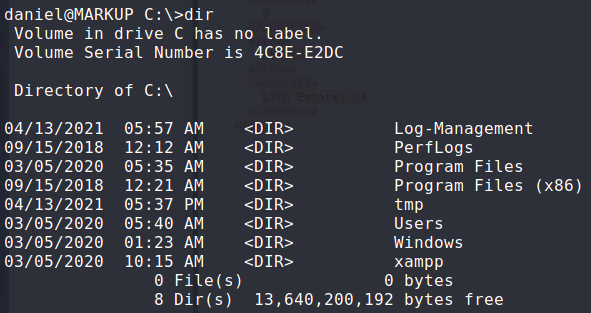 daniel@MARKUP C:\>dir
 Volume in drive C has no label.
 Volume Serial Number is 4C8E-E2DC
 Directory of C:\
04/13/2021  05:57 AM    <DIR>          Log-Management
09/15/2018  12:12 AM    <DIR>          PerfLogs
03/05/2020  05:35 AM    <DIR>          Program Files
09/15/2018  12:21 AM    <DIR>          Program Files (x86)
04/13/2021  05:37 PM    <DIR>          tmp
03/05/2020  05:40 AM    <DIR>          Users
03/05/2020  01:23 AM    <DIR>          Windows
03/05/2020  10:15 AM    <DIR>          xampp
               0 File(s)              0 bytes
               8 Dir(s)  13,640,200,192 bytes free
17th Estate, CA